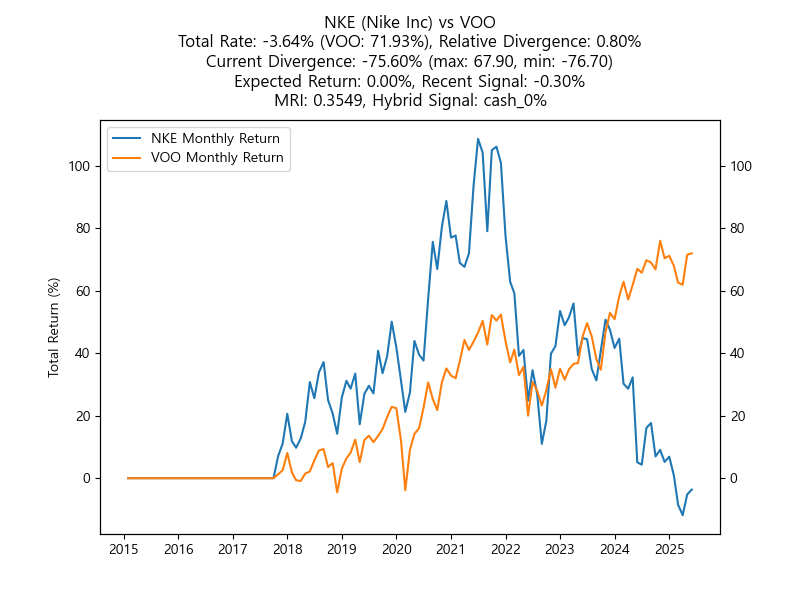 NKE (Nike Inc) vs VOO
Total Rate: -3.64% (VOO: 71.93%), Relative Divergence: 0.80%
Current Divergence: -75.60% (max: 67.90, min: -76.70)
Expected Return: 0.00%, Recent Signal: -0.30%
MRI: 0.3549, Hybrid Signal: cash_0%
NKE Monthly Return
VOO Monthly Return
Total Return (%)
100
80
60
40
20
0
100
80
60
40
20
0
2015 2016 2017 2018 2019 2020 2021 2022 2023 2024 2025